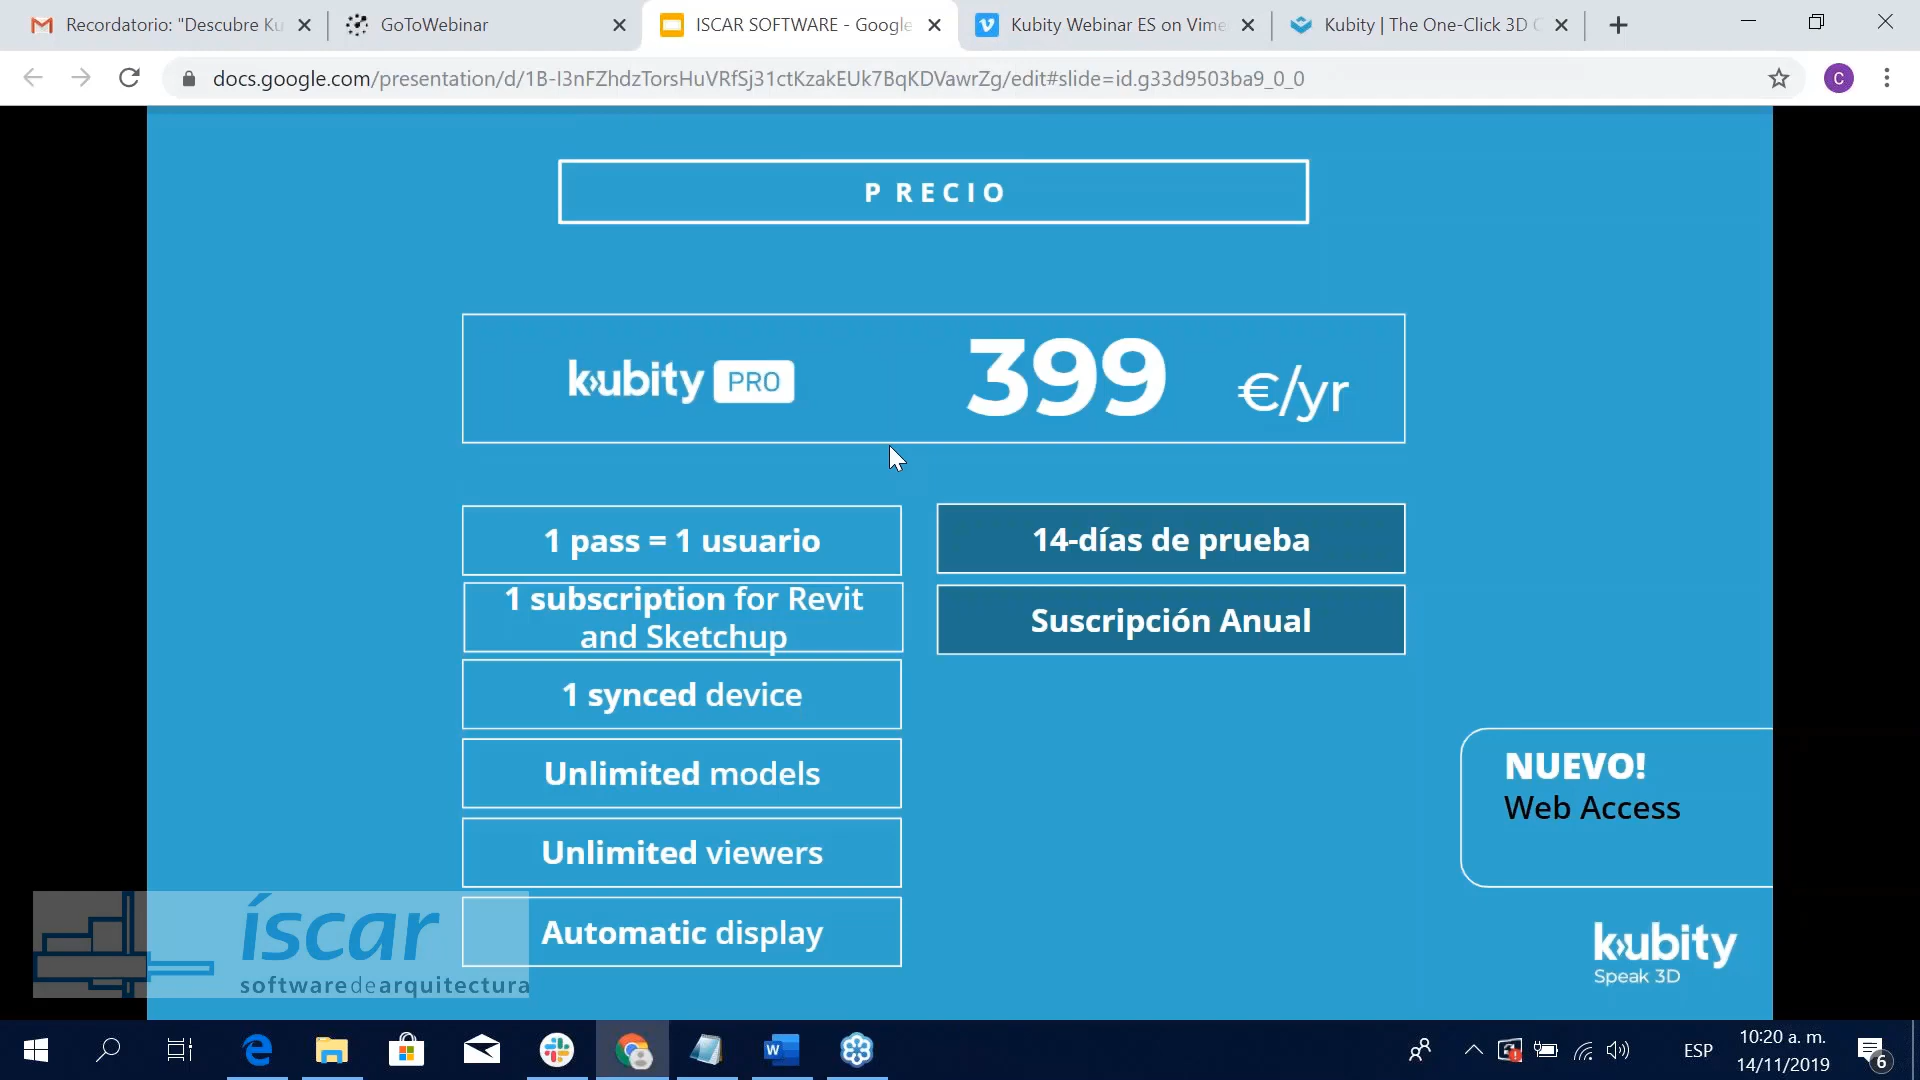 Recordatorio: "Descubre Ku
GoToWebinar
ISCAR SOFTWARE - Google
Kubity Webinar ES on Vime
Kubity | The One-Click 3D C
docs.google.com/presentation/d/1B-I3nFZhdzTorsHuVRfSj31ctKzakEUk7BqKDVawrZg/edit#slide=id.g33d9503ba9_0_0
C
PRECIO
kubity PRO 399 €/yr
1 pass = 1 usuario
14-días de prueba
1 subscription for Revit
and Sketchup
Suscripción Anual
1 synced device
Unlimited models
NUEVO!
Web Access
Unlimited viewers
Automatic display
íscar
softwaredearquitectura
kubity
Speak 3D
W
ESP
10:20 a. m.
14/11/2019
6